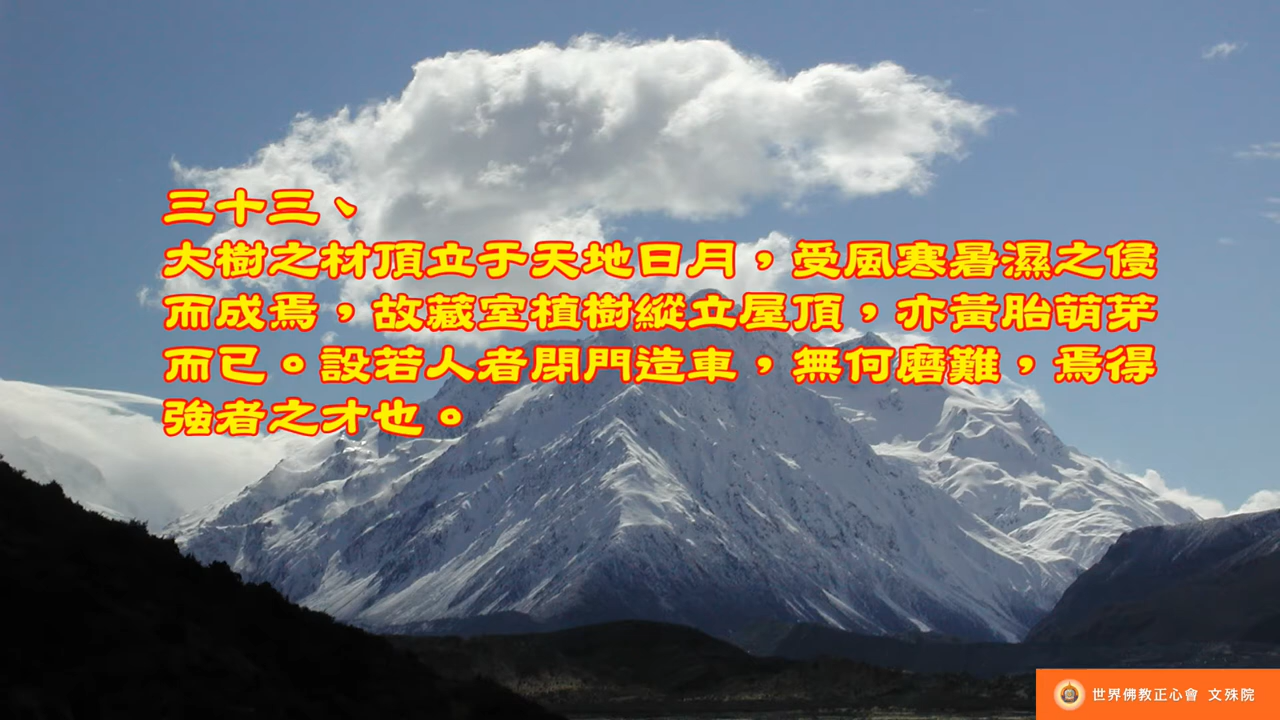 三十三、
大樹之材頂立于天地日月，受風寒暑濕之侵
而成焉，故藏室植樹縱立屋頂，亦黃胎萌芽
而已。設若人者閉門造車，無何磨難，焉得
強者之才也。
世界佛教正心會 文殊院